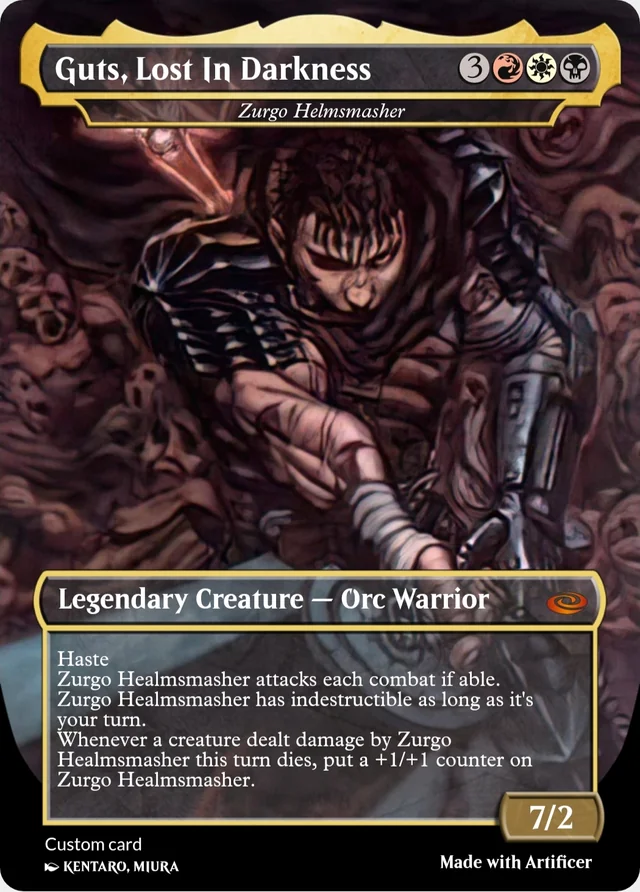 Guts, Lost In Darkness 3
Zurgo Helmsmasher
Legendary Creature — Orc Warrior
Haste
Zurgo Healmsmasher attacks each combat if able.
Zurgo Healmsmasher has indestructible as long as it's
your turn.
Whenever a creature dealt damage by Zurgo
Healmsmasher this turn dies, put a +1/+1 counter on
Zurgo Healmsmasher.
7/2
Custom card
KENTARO, MIURA
Made with Artificer